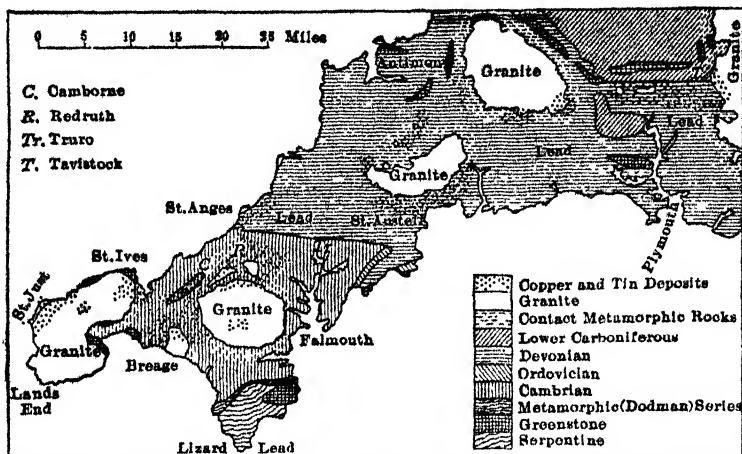 0 5 10 15 20 25 Miles
C. Camborne
R. Redruth
Tr. Truro
T. Tavistock
Antimony
Granite
Granite
Lead
Lead
Granite
St. Austell
St. Anges
Lead
St. Ives
St. Just
Granite
Granite
Plymouth
Falmouth
Breage
Lands
End
Lizard Lead
Copper and Tin Deposits
Granite
Contact Metamorphic Rocks
Lower Carboniferous
Devonian
Ordovician
Cambrian
Metamorphic (Dodman) Series
Greenstone
Serpentine